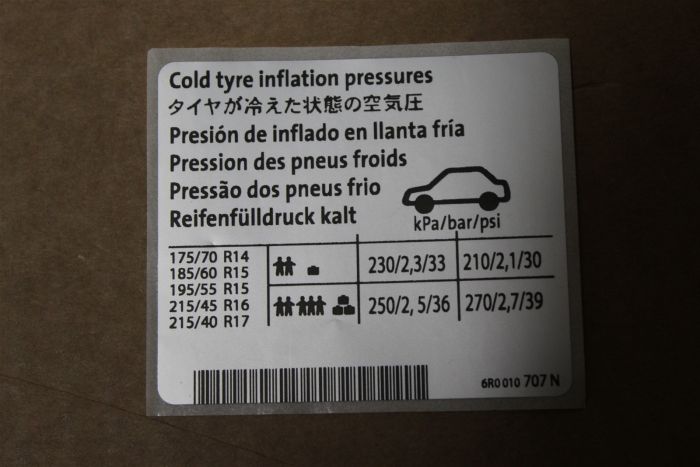 Cold tyre inflation pressures
タイヤが冷えた状態の空気圧
Presión de inflado en llanta fría
Pression des pneus froids
Pressão dos pneus frio
Reifenfülldruck kalt
kPa/bar/psi
175/70 R14
185/60 R15
195/55 R15
215/45 R16
215/40 R17
230/2,3/33 210/2,1/30
250/2, 5/36 270/2,7/39
6R0 010 707 N